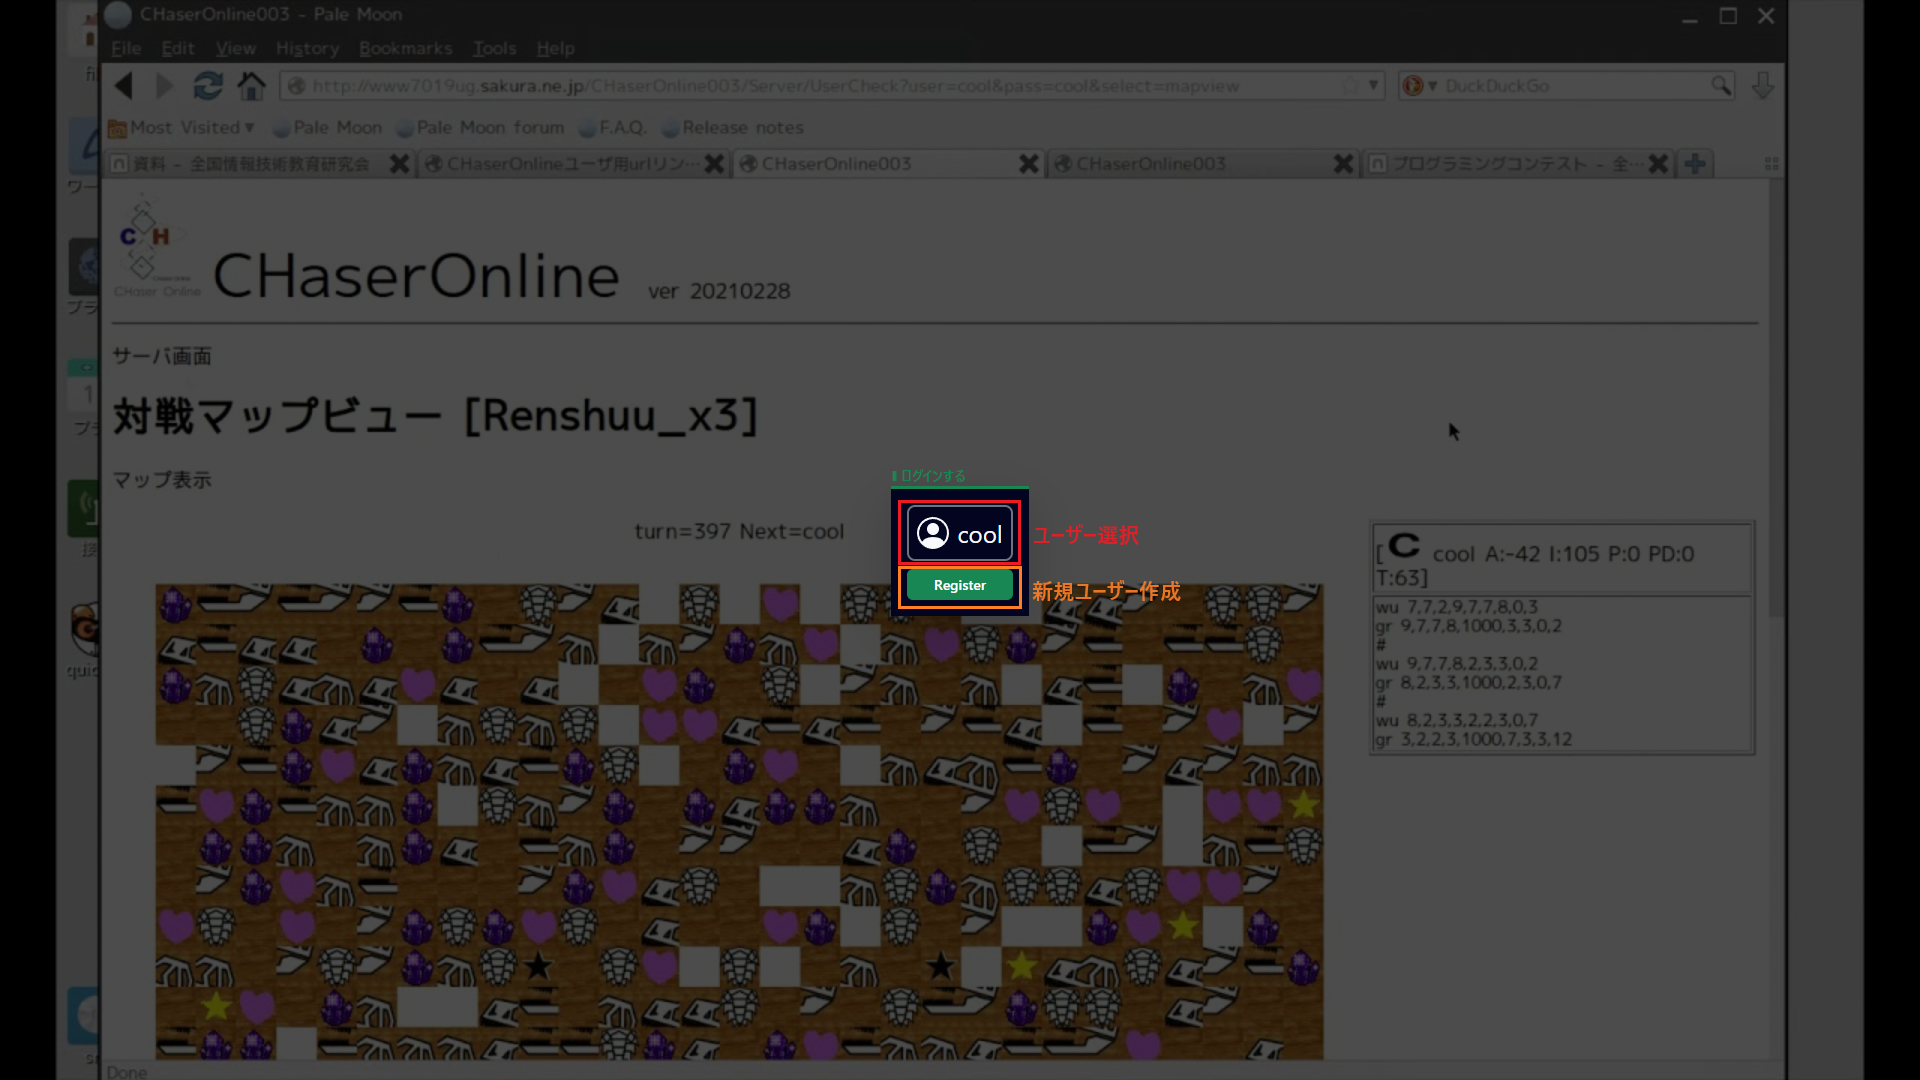 CHaserOnline003 - Pale Moon
File Edit View History Bookmarks Tools Help
http://www7019ug.sakura.ne.jp/CHaserOnline003/Server/UserCheck?user=cool&pass=cool&select=mapview
DuckDuckGo
Most Visited Pale Moon Pale Moon forum F.A.Q. Release notes
資料 - 全国情報技術教育研究会
CHaserOnlineユーザ用urlリン…
CHaserOnline003
CHaserOnline003
プログラミングコンテスト - 全…
C H
CHaser Online
CHaserOnline ver 20210228
サーバ画面
対戦マップビュー [Renshuu_x3]
マップ表示
ログインする
turn=397 Next=cool
cool
ユーザー選択
Register
新規ユーザー作成
[C cool A:-42 I:105 P:0 PD:0
T:63]
wu 7,7,2,9,7,7,8,0,3
gr 9,7,7,8,1000,3,3,0,2
#
wu 9,7,7,8,2,3,3,0,2
gr 8,2,3,3,1000,2,3,0,7
#
wu 8,2,3,3,2,2,3,0,7
gr 3,2,2,3,1000,7,3,3,12
Done